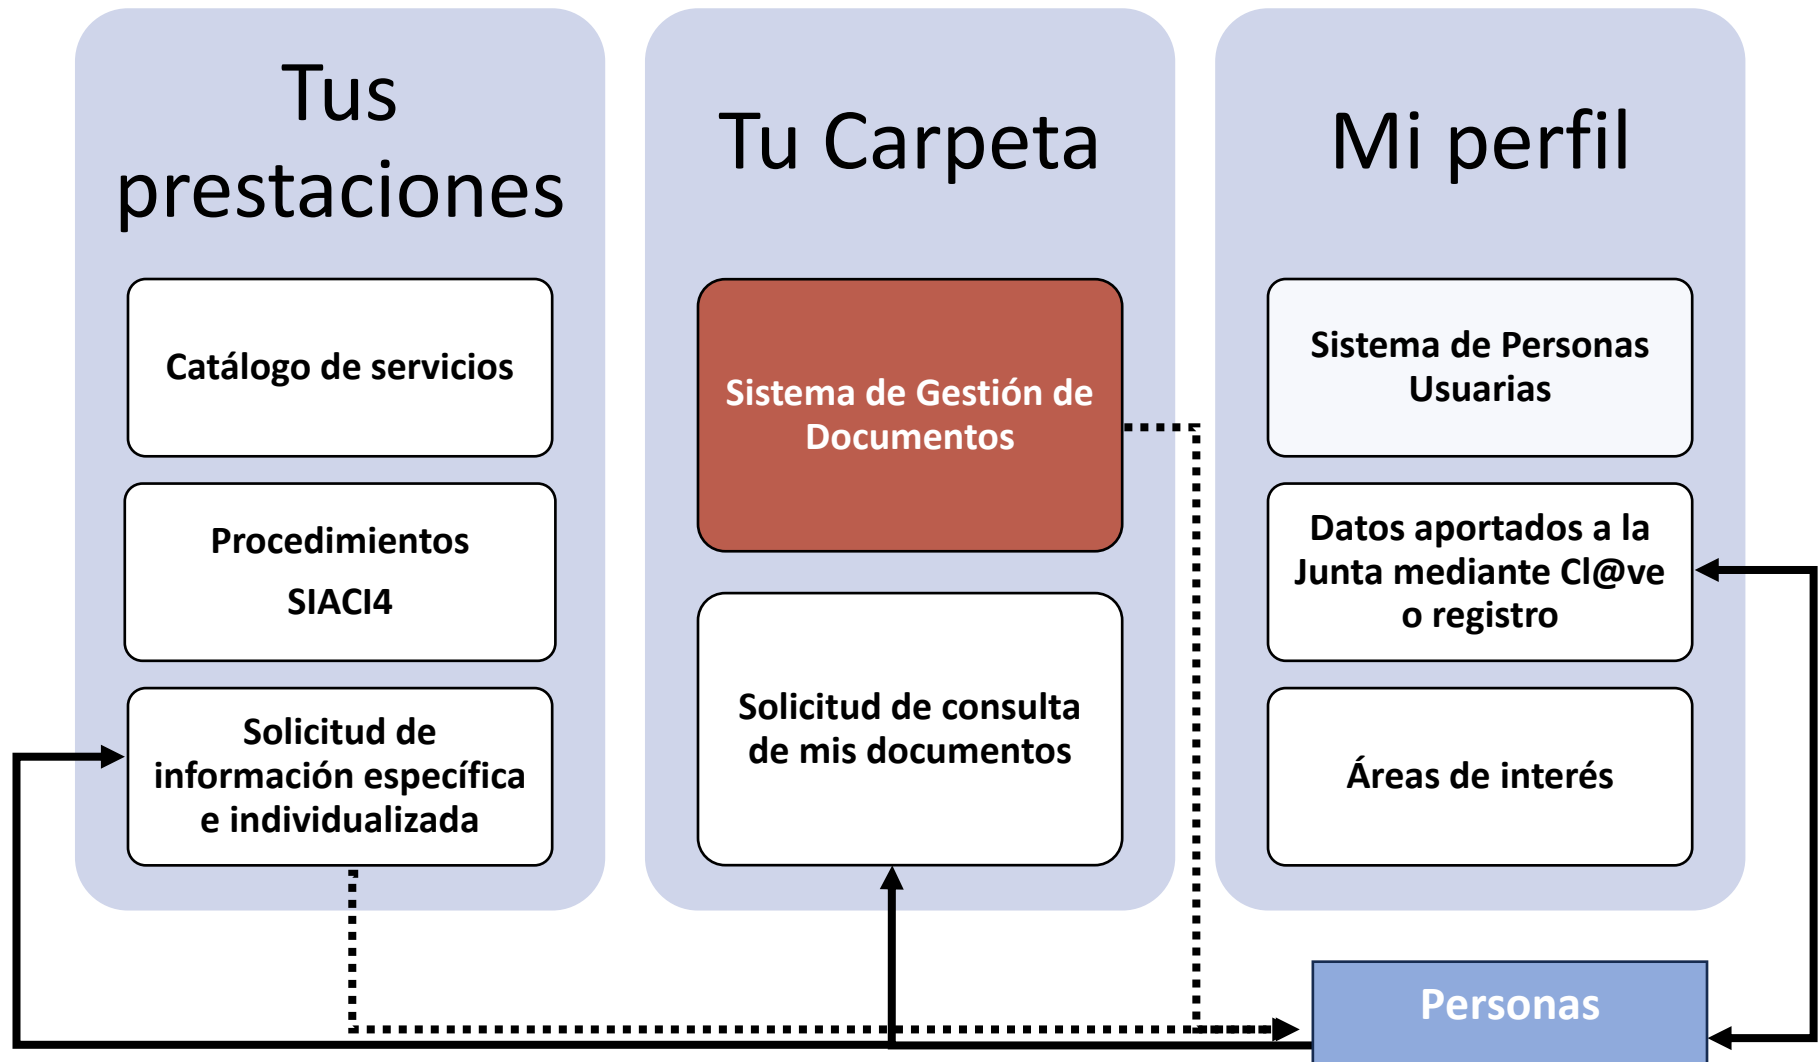 Tus
prestaciones
Catálogo de servicios
Procedimientos
SIACI4
Solicitud de
información específica
e individualizada
Tu Carpeta
Sistema de Gestión de
Documentos
Solicitud de consulta
de mis documentos
Mi perfil
Sistema de Personas
Usuarias
Datos aportados a la
Junta mediante Cl@ve
o registro
Áreas de interés
Personas